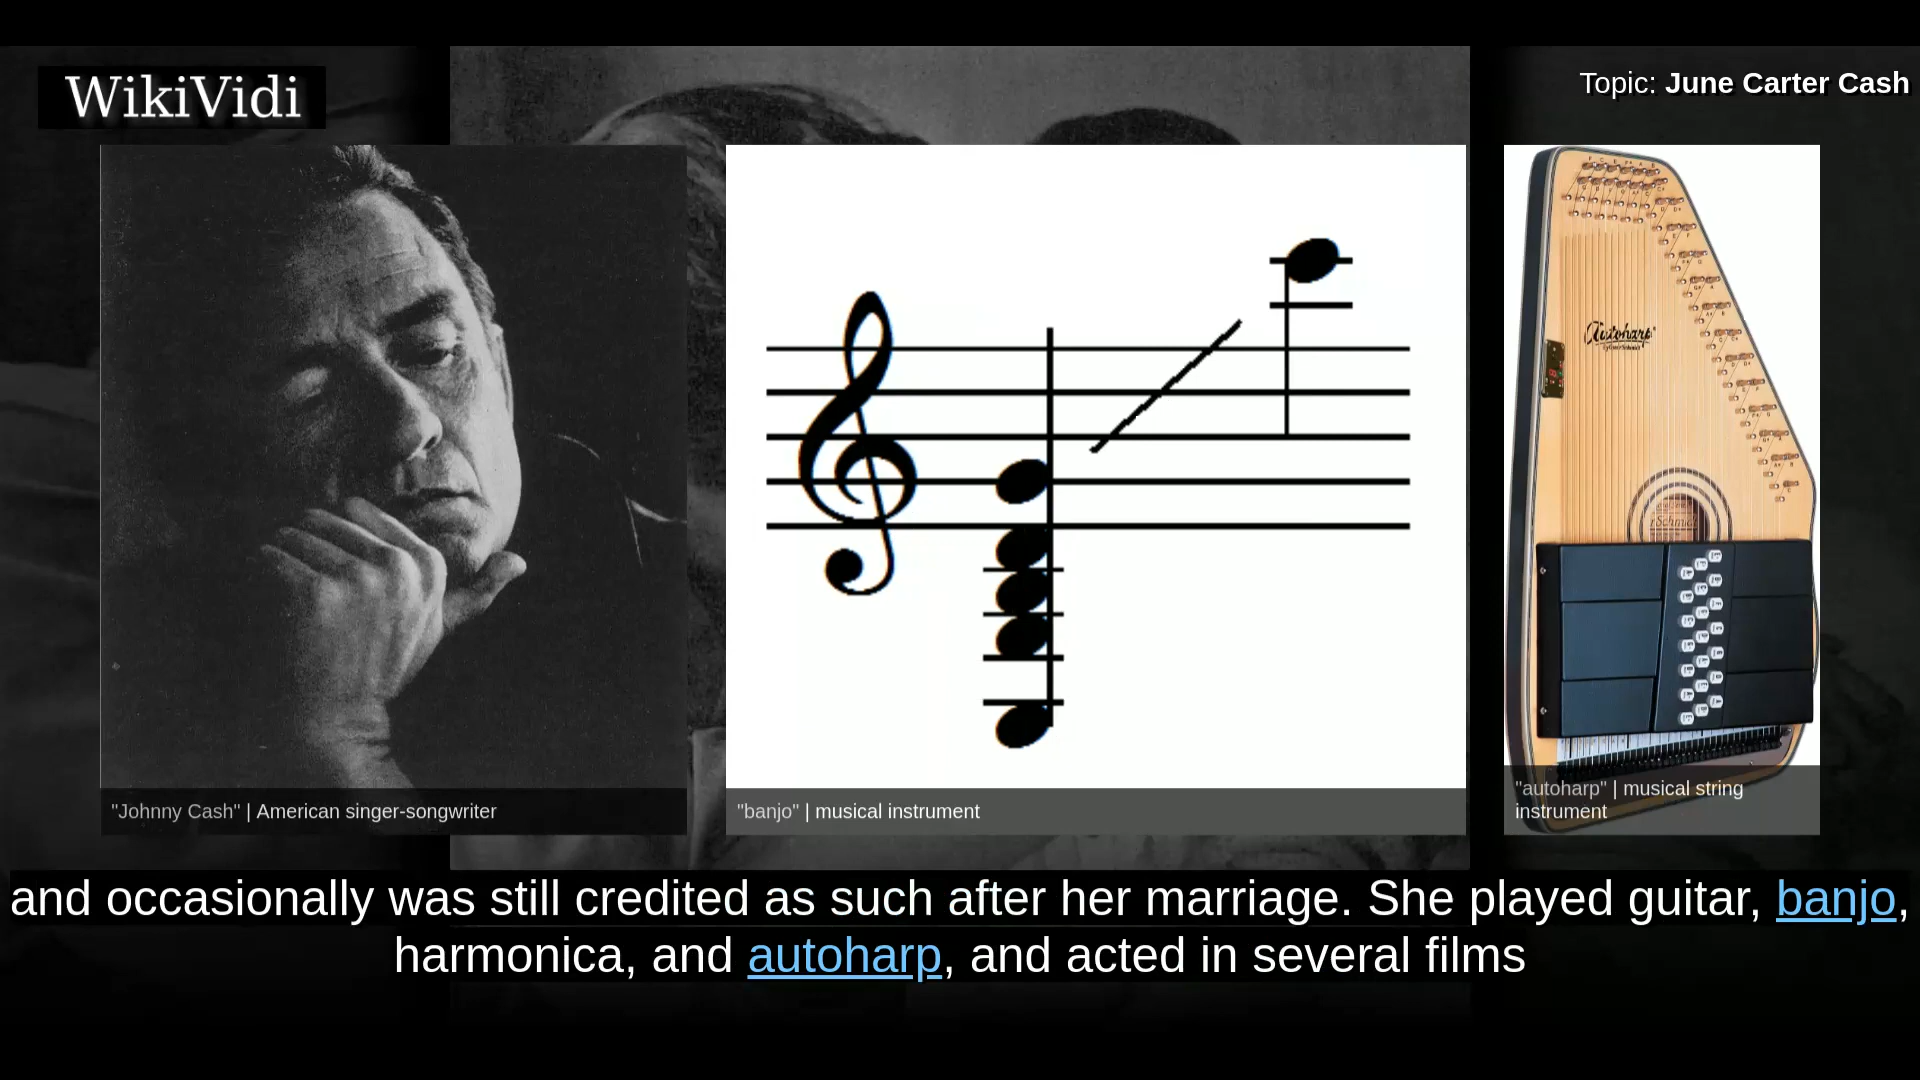 WikiVidi
Topic: June Carter Cash
Autoharp
"Johnny Cash" | American singer-songwriter
"banjo" | musical instrument
"autoharp" | musical string
instrument
and occasionally was still credited as such after her marriage. She played guitar, banjo,
harmonica, and autoharp, and acted in several films